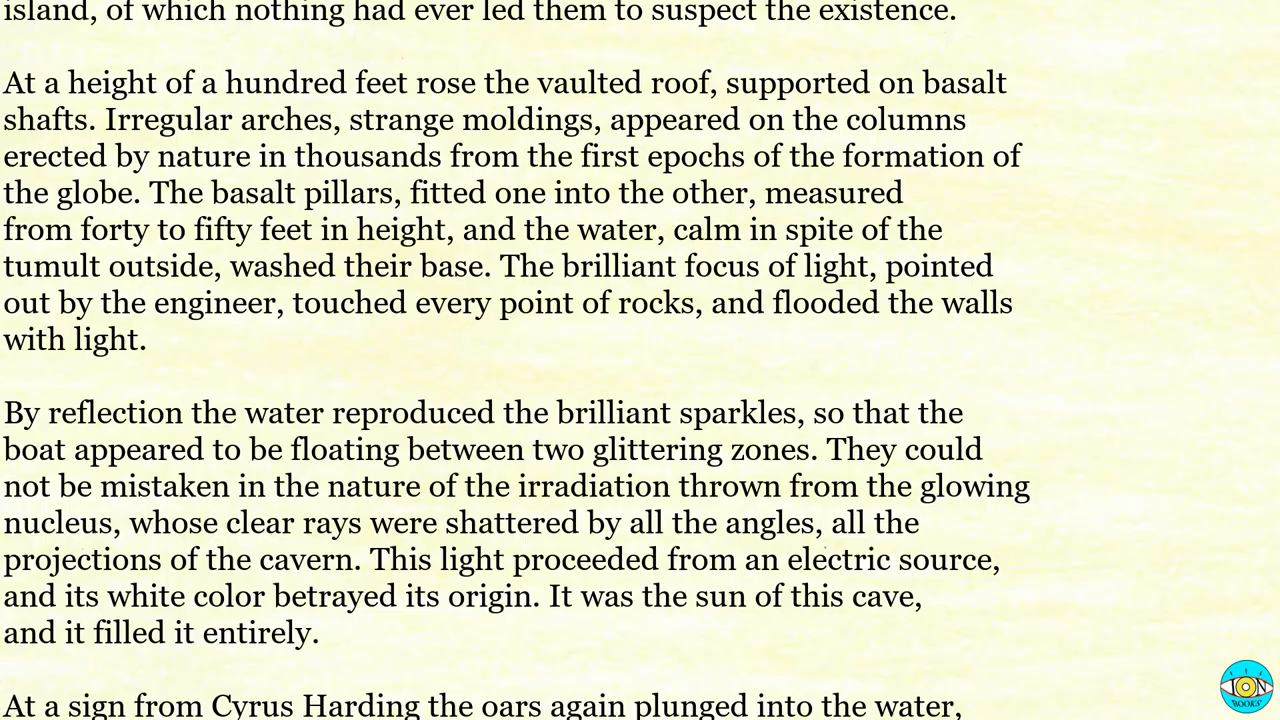 island, of which nothing had ever led them to suspect the existence.
At a height of a hundred feet rose the vaulted roof, supported on basalt
shafts. Irregular arches, strange moldings, appeared on the columns
erected by nature in thousands from the first epochs of the formation of
the globe. The basalt pillars, fitted one into the other, measured
from forty to fifty feet in height, and the water, calm in spite of the
tumult outside, washed their base. The brilliant focus of light, pointed
out by the engineer, touched every point of rocks, and flooded the walls
with light.
By reflection the water reproduced the brilliant sparkles, so that the
boat appeared to be floating between two glittering zones. They could
not be mistaken in the nature of the irradiation thrown from the glowing
nucleus, whose clear rays were shattered by all the angles, all the
projections of the cavern. This light proceeded from an electric source,
and its white color betrayed its origin. It was the sun of this cave,
and it filled it entirely.
At a sign from Cyrus Harding the oars again plunged into the water,
ION
BOOKS